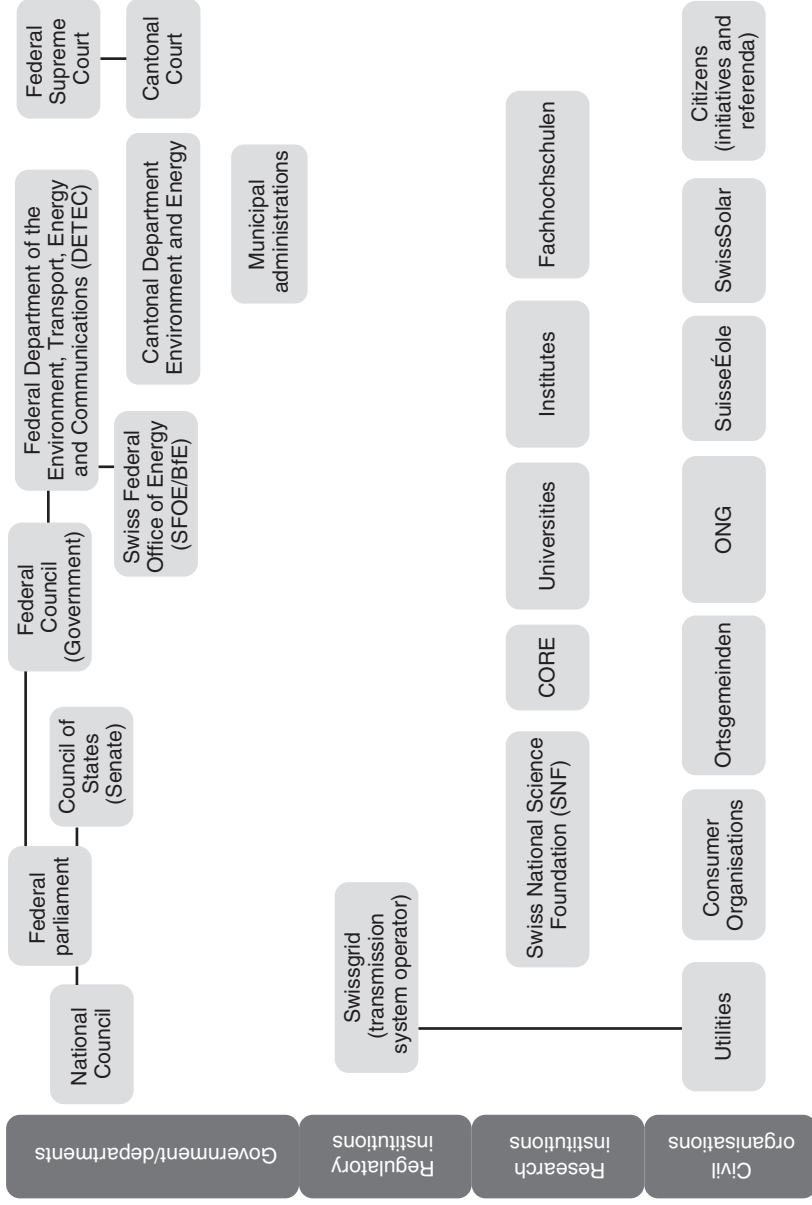 Government/departments
National
Council
Federal
parliament
Council of
States
(Senate)
Federal
Council
(Government)
Swiss Federal
Office of Energy
(SFOE/BfE)
Federal Department of the
Environment, Transport, Energy
and Communications (DETEC)
Cantonal Department
Environment and Energy
Municipal
administrations
Federal
Supreme
Court
Cantonal
Court
Regulatory
institutions
Swissgrid
(transmission
system operator)
Research
institutions
Swiss National Science
Foundation (SNF)
CORE
Universities
Institutes
Fachhochschulen
Civil
organisations
Utilities
Consumer
Organisations
Ortsgemeinden
ONG
SuisseÉole
SwissSolar
Citizens
(initiatives and
referenda)